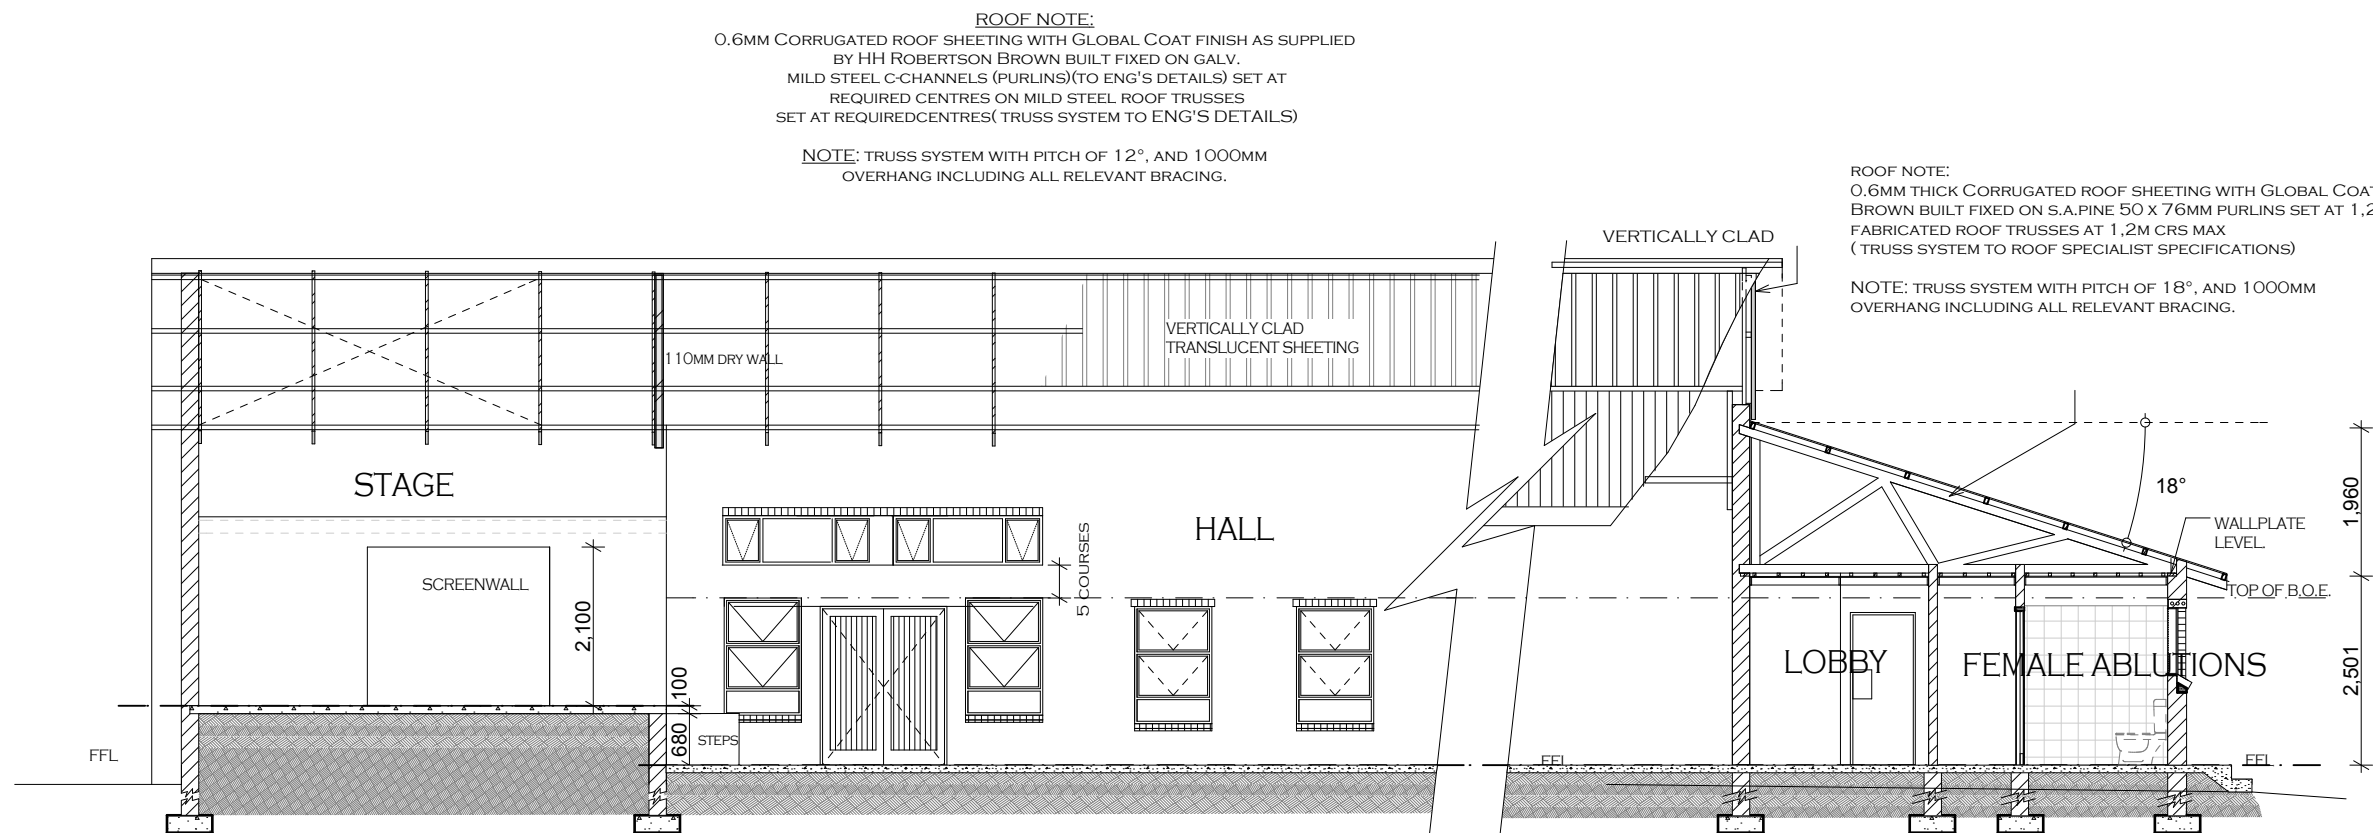 ROOF NOTE:
0.6MM CORRUGATED ROOF SHEETING WITH GLOBAL COAT FINISH AS SUPPLIED
BY HH ROBERTSON BROWN BUILT FIXED ON GALV.
MILD STEEL C-CHANNELS (PURLINS)(TO ENG'S DETAILS) SET AT
REQUIRED CENTRES ON MILD STEEL ROOF TRUSSES
SET AT REQUIREDCENTRES( TRUSS SYSTEM TO ENG'S DETAILS)
NOTE: TRUSS SYSTEM WITH PITCH OF 12°, AND 1000MM
OVERHANG INCLUDING ALL RELEVANT BRACING.
ROOF NOTE:
0.6MM THICK CORRUGATED ROOF SHEETING WITH GLOBAL COAT
BROWN BUILT FIXED ON S.A.PINE 50 X 76MM PURLINS SET AT 1,2
FABRICATED ROOF TRUSSES AT 1,2M CRS MAX
( TRUSS SYSTEM TO ROOF SPECIALIST SPECIFICATIONS)
NOTE: TRUSS SYSTEM WITH PITCH OF 18°, AND 1000MM
OVERHANG INCLUDING ALL RELEVANT BRACING.
VERTICALLY CLAD
VERTICALLY CLAD
TRANSLUCENT SHEETING
110MM DRY WALL
STAGE
HALL
18°
1,960
WALLPLATE
LEVEL.
5 COURSES
SCREENWALL
2,100
TOP OF B.O.E.
LOBBY
FEMALE ABLUTIONS
2,501
100
680
STEPS
FFL
FFL
FFL